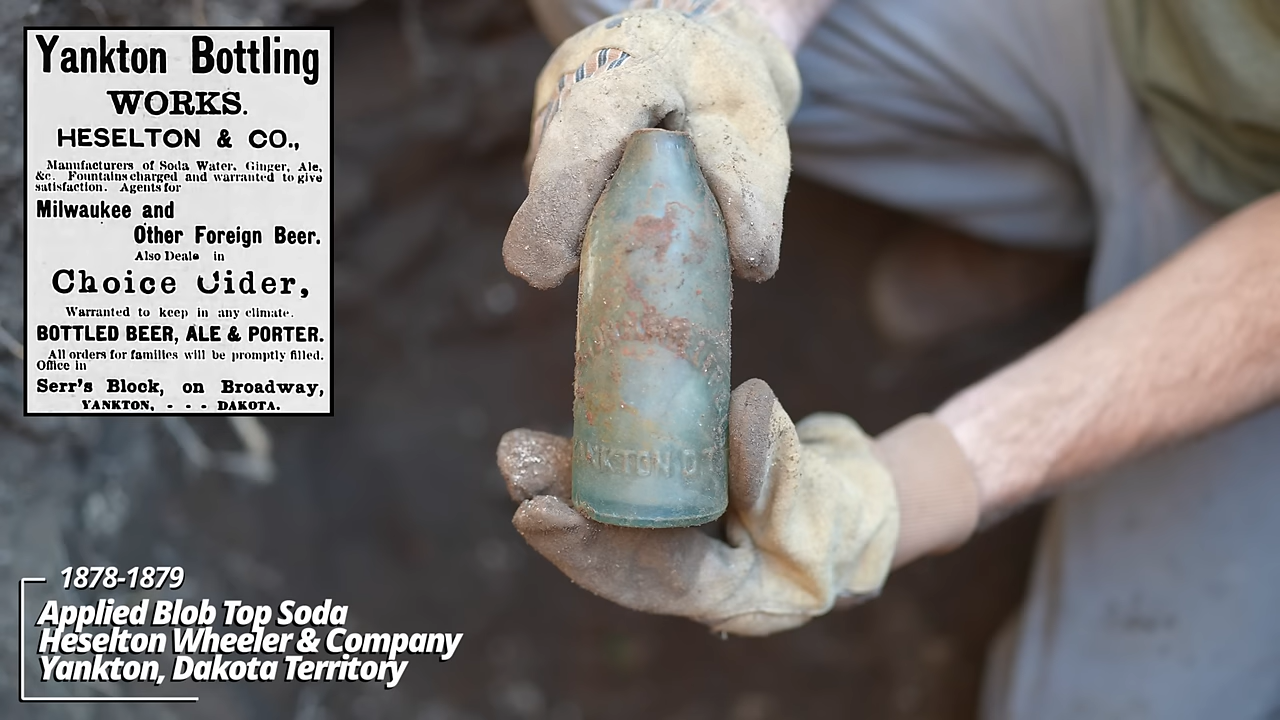 Yankton Bottling
WORKS.
HESELTON & CO.,
Manufacturers of Soda Water, Ginger, Ale,
&c. Fountains charged and warranted to give
satisfaction. Agents for
Milwaukee and
Other Foreign Beer.
Also Deals in
Choice Cider,
Warranted to keep in any climate.
BOTTLED BEER, ALE & PORTER.
All orders for families will be promptly filled.
Office in
Serr's Block, on Broadway,
YANKTON, - - - DAKOTA.
ANKTON D
1878-1879
Applied Blob Top Soda
Heselton Wheeler & Company
Yankton, Dakota Territory